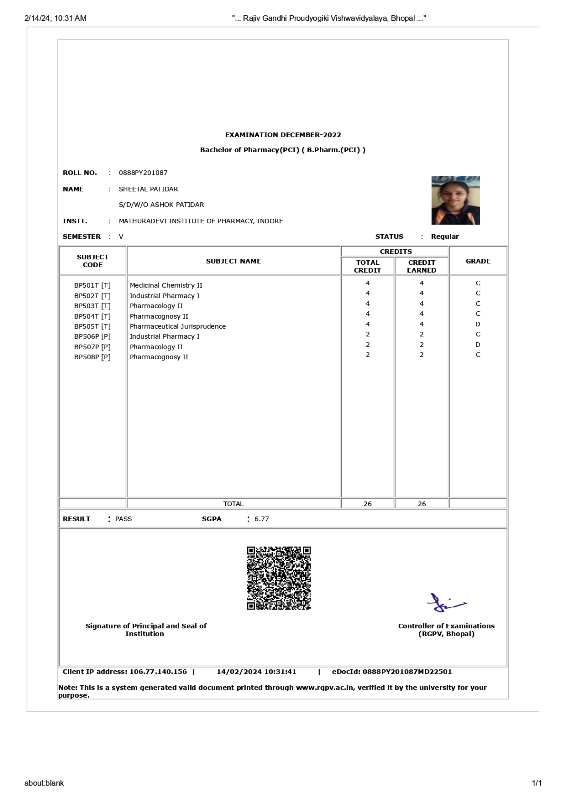 2/14/24, 10:31 AM "... Rajiv Gandhi Proudyogiki Vishwavidyalaya, Bhopal ..."
EXAMINATION DECEMBER-2022
Bachelor of Pharmacy(PCI) ( B.Pharm.(PCI) )
ROLL NO. : 0888PY201087
NAME : SHEETAL PATIDAR
S/D/W/O ASHOK PATIDAR
INSTT. : MATHURADEVI INSTITUTE OF PHARMACY, INDORE
SEMESTER : V STATUS : Regular
SUBJECT CODE SUBJECT NAME CREDITS GRADE
TOTAL CREDIT CREDIT EARNED
BP501T [T] Medicinal Chemistry II 4 4 C
BP502T [T] Industrial Pharmacy I 4 4 C
BP503T [T] Pharmacology II 4 4 C
BP504T [T] Pharmacognosy II 4 4 C
BP505T [T] Pharmaceutical Jurisprudence 4 4 D
BP506P [P] Industrial Pharmacy I 2 2 C
BP507P [P] Pharmacology II 2 2 D
BP508P [P] Pharmacognosy II 2 2 C
TOTAL 26 26
RESULT : PASS SGPA : 6.77
Signature of Principal and Seal of Institution
Controller of Examinations
(RGPV, Bhopal)
Client IP address: 106.77.140.156 | 14/02/2024 10:31:41 | eDocId: 0888PY201087MD22501
Note: This is a system generated valid document printed through www.rgpv.ac.in, verified it by the university for your
purpose.
about:blank 1/1